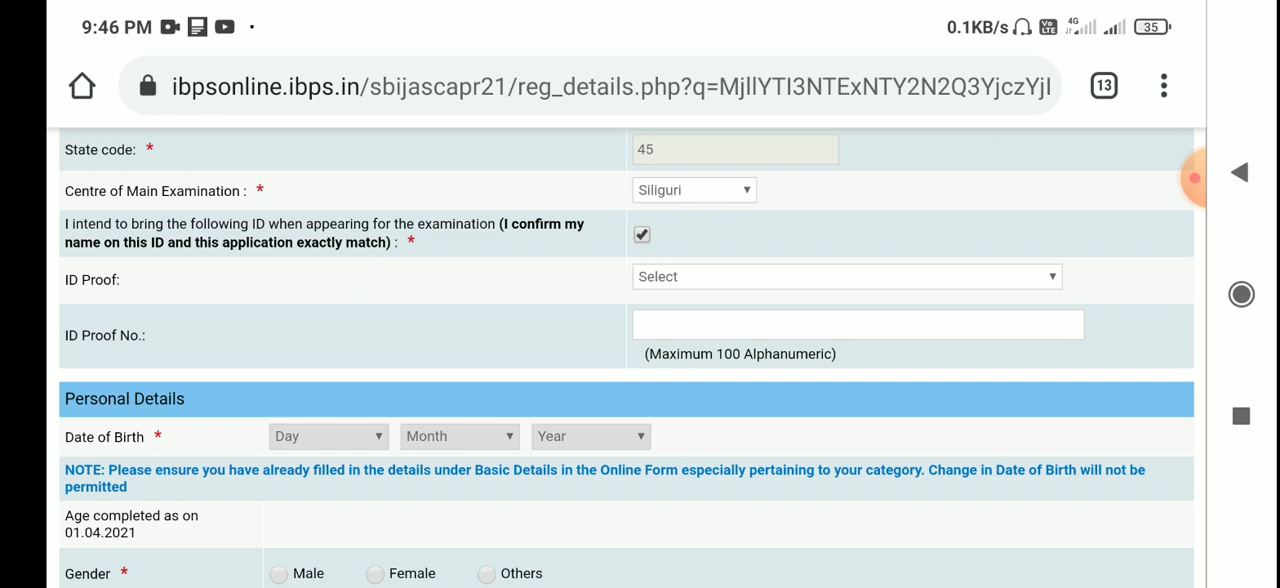 9:46 PM
0.1KB/s Vo LTE 4G 35
ibpsonline.ibps.in/sbijascapr21/reg_details.php?q=MjllYTI3NTExNTY2N2Q3YjczYjI
13
State code: * 45
Centre of Main Examination : * Siliguri
I intend to bring the following ID when appearing for the examination (I confirm my
name on this ID and this application exactly match) : *
ID Proof: Select
ID Proof No.:
(Maximum 100 Alphanumeric)
Personal Details
Date of Birth * Day Month Year
NOTE: Please ensure you have already filled in the details under Basic Details in the Online Form especially pertaining to your category. Change in Date of Birth will not be
permitted
Age completed as on
01.04.2021
Gender * Male Female Others